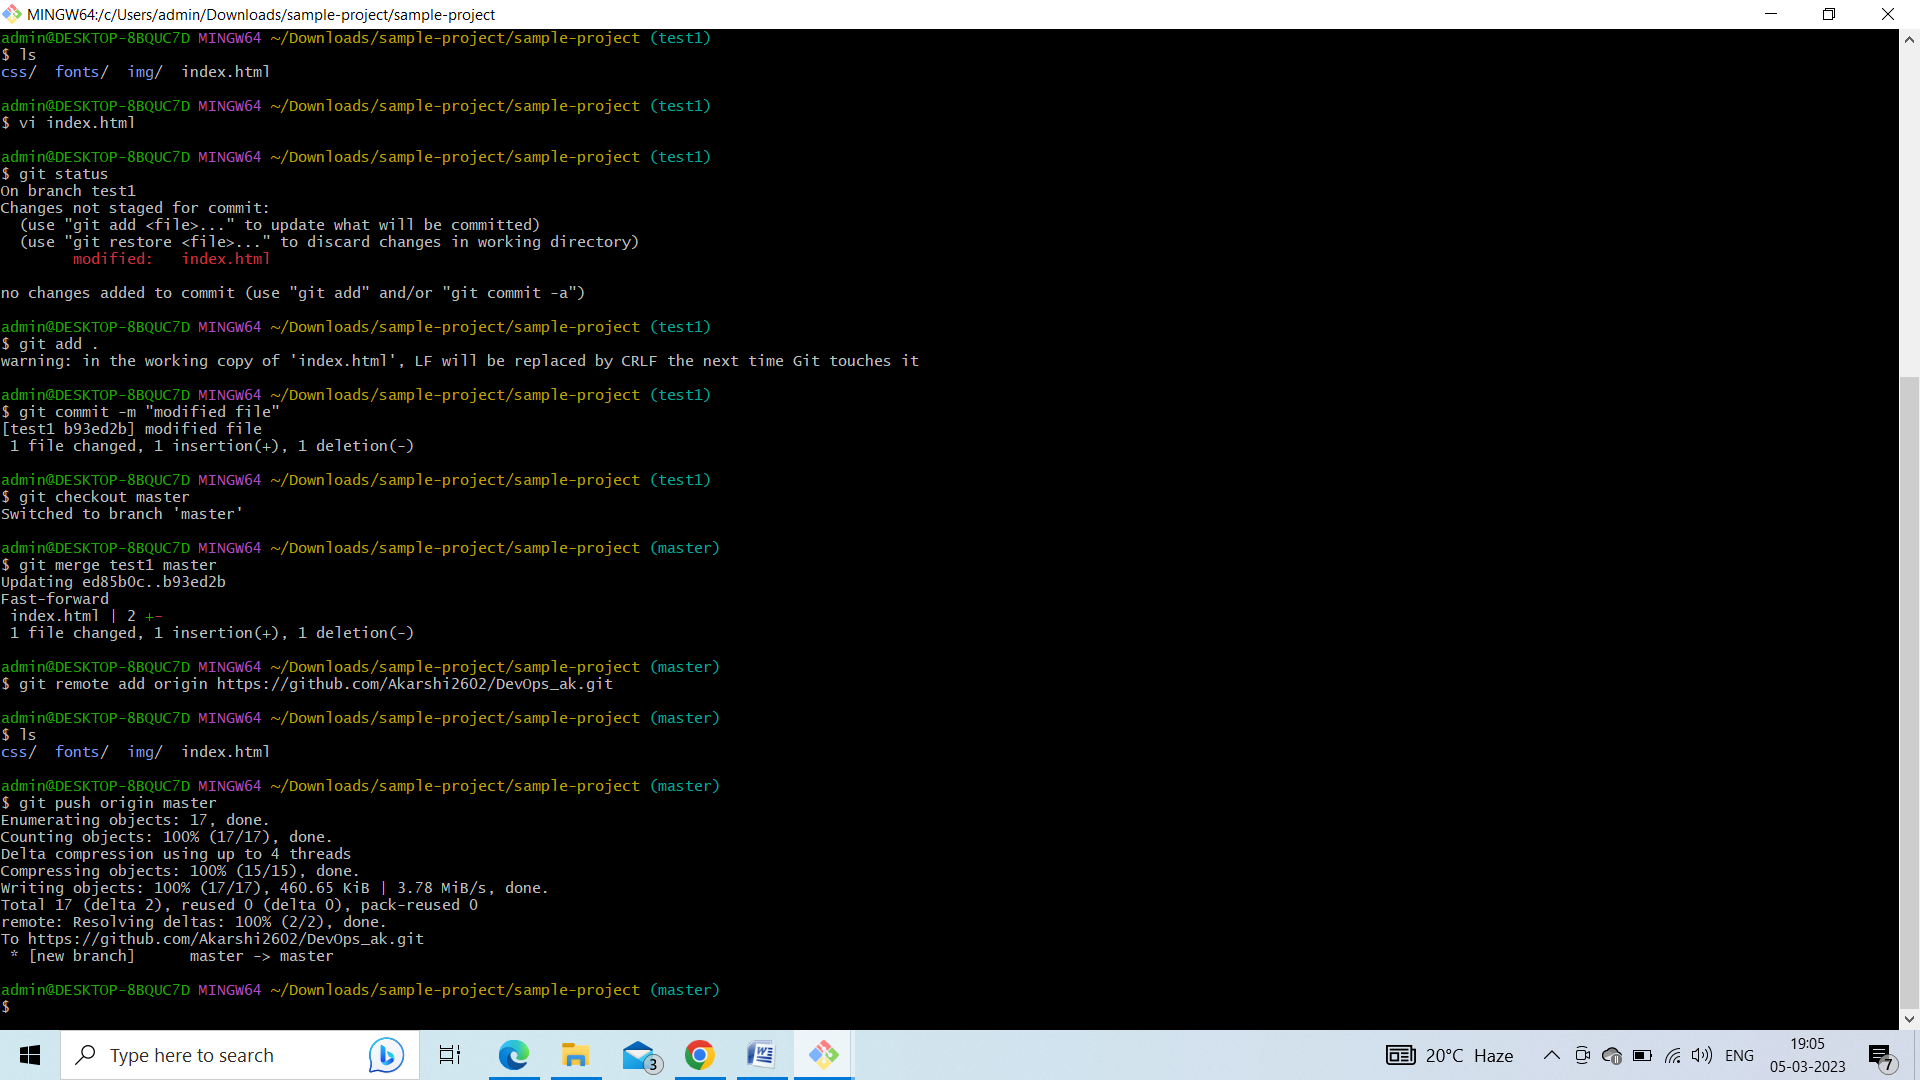 MINGW64:/c/Users/admin/Downloads/sample-project/sample-project
admin@DESKTOP-8BQUC7D MINGW64 ~/Downloads/sample-project/sample-project (test1)
$ ls
css/  fonts/  img/  index.html

admin@DESKTOP-8BQUC7D MINGW64 ~/Downloads/sample-project/sample-project (test1)
$ vi index.html

admin@DESKTOP-8BQUC7D MINGW64 ~/Downloads/sample-project/sample-project (test1)
$ git status
On branch test1
Changes not staged for commit:
  (use "git add <file>..." to update what will be committed)
  (use "git restore <file>..." to discard changes in working directory)
        modified:   index.html

no changes added to commit (use "git add" and/or "git commit -a")

admin@DESKTOP-8BQUC7D MINGW64 ~/Downloads/sample-project/sample-project (test1)
$ git add .
warning: in the working copy of 'index.html', LF will be replaced by CRLF the next time Git touches it

admin@DESKTOP-8BQUC7D MINGW64 ~/Downloads/sample-project/sample-project (test1)
$ git commit -m "modified file"
[test1 b93ed2b] modified file
 1 file changed, 1 insertion(+), 1 deletion(-)

admin@DESKTOP-8BQUC7D MINGW64 ~/Downloads/sample-project/sample-project (test1)
$ git checkout master
Switched to branch 'master'

admin@DESKTOP-8BQUC7D MINGW64 ~/Downloads/sample-project/sample-project (master)
$ git merge test1 master
Updating ed85b0c..b93ed2b
Fast-forward
 index.html | 2 +-
 1 file changed, 1 insertion(+), 1 deletion(-)

admin@DESKTOP-8BQUC7D MINGW64 ~/Downloads/sample-project/sample-project (master)
$ git remote add origin https://github.com/Akarshi2602/DevOps_ak.git

admin@DESKTOP-8BQUC7D MINGW64 ~/Downloads/sample-project/sample-project (master)
$ ls
css/  fonts/  img/  index.html

admin@DESKTOP-8BQUC7D MINGW64 ~/Downloads/sample-project/sample-project (master)
$ git push origin master
Enumerating objects: 17, done.
Counting objects: 100% (17/17), done.
Delta compression using up to 4 threads
Compressing objects: 100% (15/15), done.
Writing objects: 100% (17/17), 460.65 KiB | 3.78 MiB/s, done.
Total 17 (delta 2), reused 0 (delta 0), pack-reused 0
remote: Resolving deltas: 100% (2/2), done.
To https://github.com/Akarshi2602/DevOps_ak.git
 * [new branch]      master -> master

admin@DESKTOP-8BQUC7D MINGW64 ~/Downloads/sample-project/sample-project (master)
$
Type here to search
3
20°C Haze
ENG
19:05
05-03-2023
7